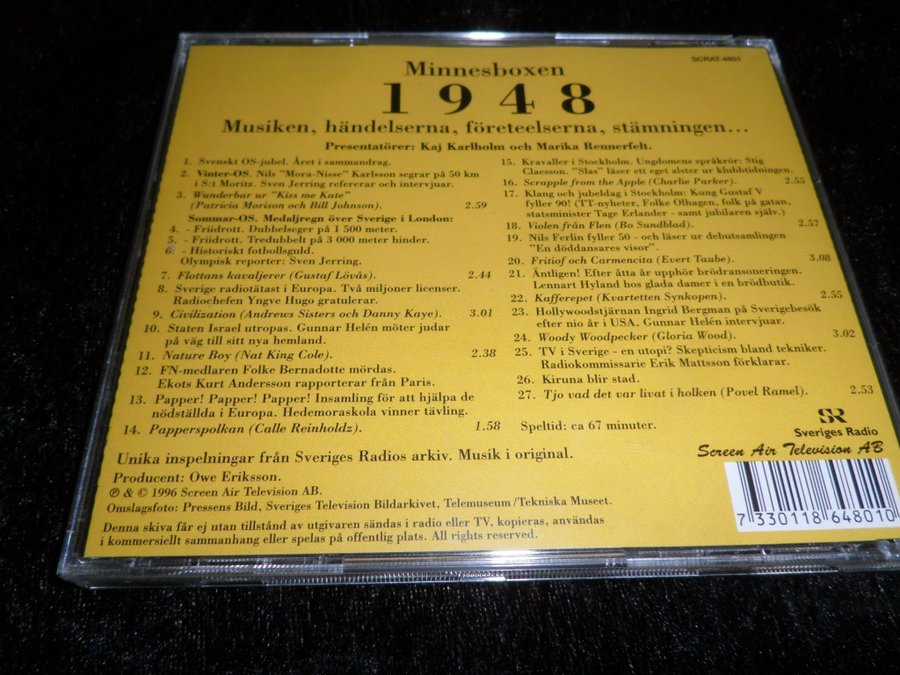 SCRAT-4801
Minnesboxen
1948
Musiken, händelserna, företeelserna, stämningen...
Presentatörer: Kaj Karlholm och Marika Rennerfelt.
1. Svenskt OS-jubel. Året i sammandrag.
2. Vinter-OS. Nils "Mora-Nisse" Karlsson segrar på 50 km
i S:t Moritz. Sven Jerring refererar och intervjuar.
3. Wunderbar ur "Kiss me Kate"
(Patricia Morison och Bill Johnson). 2.59
Sommar-OS. Medaljregn över Sverige i London:
4. - Friidrott. Dubbelseger på 1 500 meter.
5. - Friidrott. Tredubbelt på 3 000 meter hinder.
6. - Historiskt fotbollsguld.
Olympisk reporter: Sven Jerring.
7. Flottans kavaljerer (Gustaf Lövås). 2.44
8. Sverige radiotätast i Europa. Två miljoner licenser.
Radiochefen Yngve Hugo gratulerar.
9. Civilization (Andrews Sisters och Danny Kaye). 3.01
10. Staten Israel utropas. Gunnar Helén möter judar
på väg till sitt nya hemland.
11. Nature Boy (Nat King Cole). 2.38
12. FN-medlaren Folke Bernadotte mördas.
Ekots Kurt Andersson rapporterar från Paris.
13. Papper! Papper! Papper! Insamling för att hjälpa de
nödställda i Europa. Hedemoraskola vinner tävling.
14. Papperspolkan (Calle Reinholdz). 1.58
15. Kravaller i Stockholm. Ungdomens språkrör: Stig
Claesson. "Slas" läser ett eget alster ur klubbtidningen.
16. Scrapple from the Apple (Charlie Parker). 2.55
17. Klang och jubeldag i Stockholm: Kung Gustaf V
fyller 90! (TT-nyheter, Folke Olhagen, folk på gatan,
statsminister Tage Erlander - samt jubilaren själv.)
18. Violen från Flen (Bo Sundblad). 2.57
19. Nils Ferlin fyller 50 - och läser ur debutsamlingen
"En döddansares visor".
20. Fritiof och Carmencita (Evert Taube). 3.08
21. Äntligen! Efter åtta år upphör brödransoneringen.
Lennart Hyland hos glada damer i en brödbutik.
22. Kafferepet (Kvartetten Synkopen). 2.55
23. Hollywoodstjärnan Ingrid Bergman på Sverigebesök
efter nio år i USA. Gunnar Helén intervjuar.
24. Woody Woodpecker (Gloria Wood). 3.02
25. TV i Sverige - en utopi? Skepticism bland tekniker.
Radiokommissarie Erik Mattsson förklarar.
26. Kiruna blir stad.
27. Tjo vad det var livat i holken (Povel Ramel). 2.53
Speltid: ca 67 minuter.
SR
Sveriges Radio
Screen Air Television AB
Unika inspelningar från Sveriges Radios arkiv. Musik i original.
Producent: Owe Eriksson.
℗ & © 1996 Screen Air Television AB.
Omslagsfoto: Pressens Bild, Sveriges Television Bildarkivet, Telemuseum/Tekniska Museet.
Denna skiva får ej utan tillstånd av utgivaren sändas i radio eller TV, kopieras, användas
i kommersiellt sammanhang eller spelas på offentlig plats. All rights reserved.
7 330118 648010